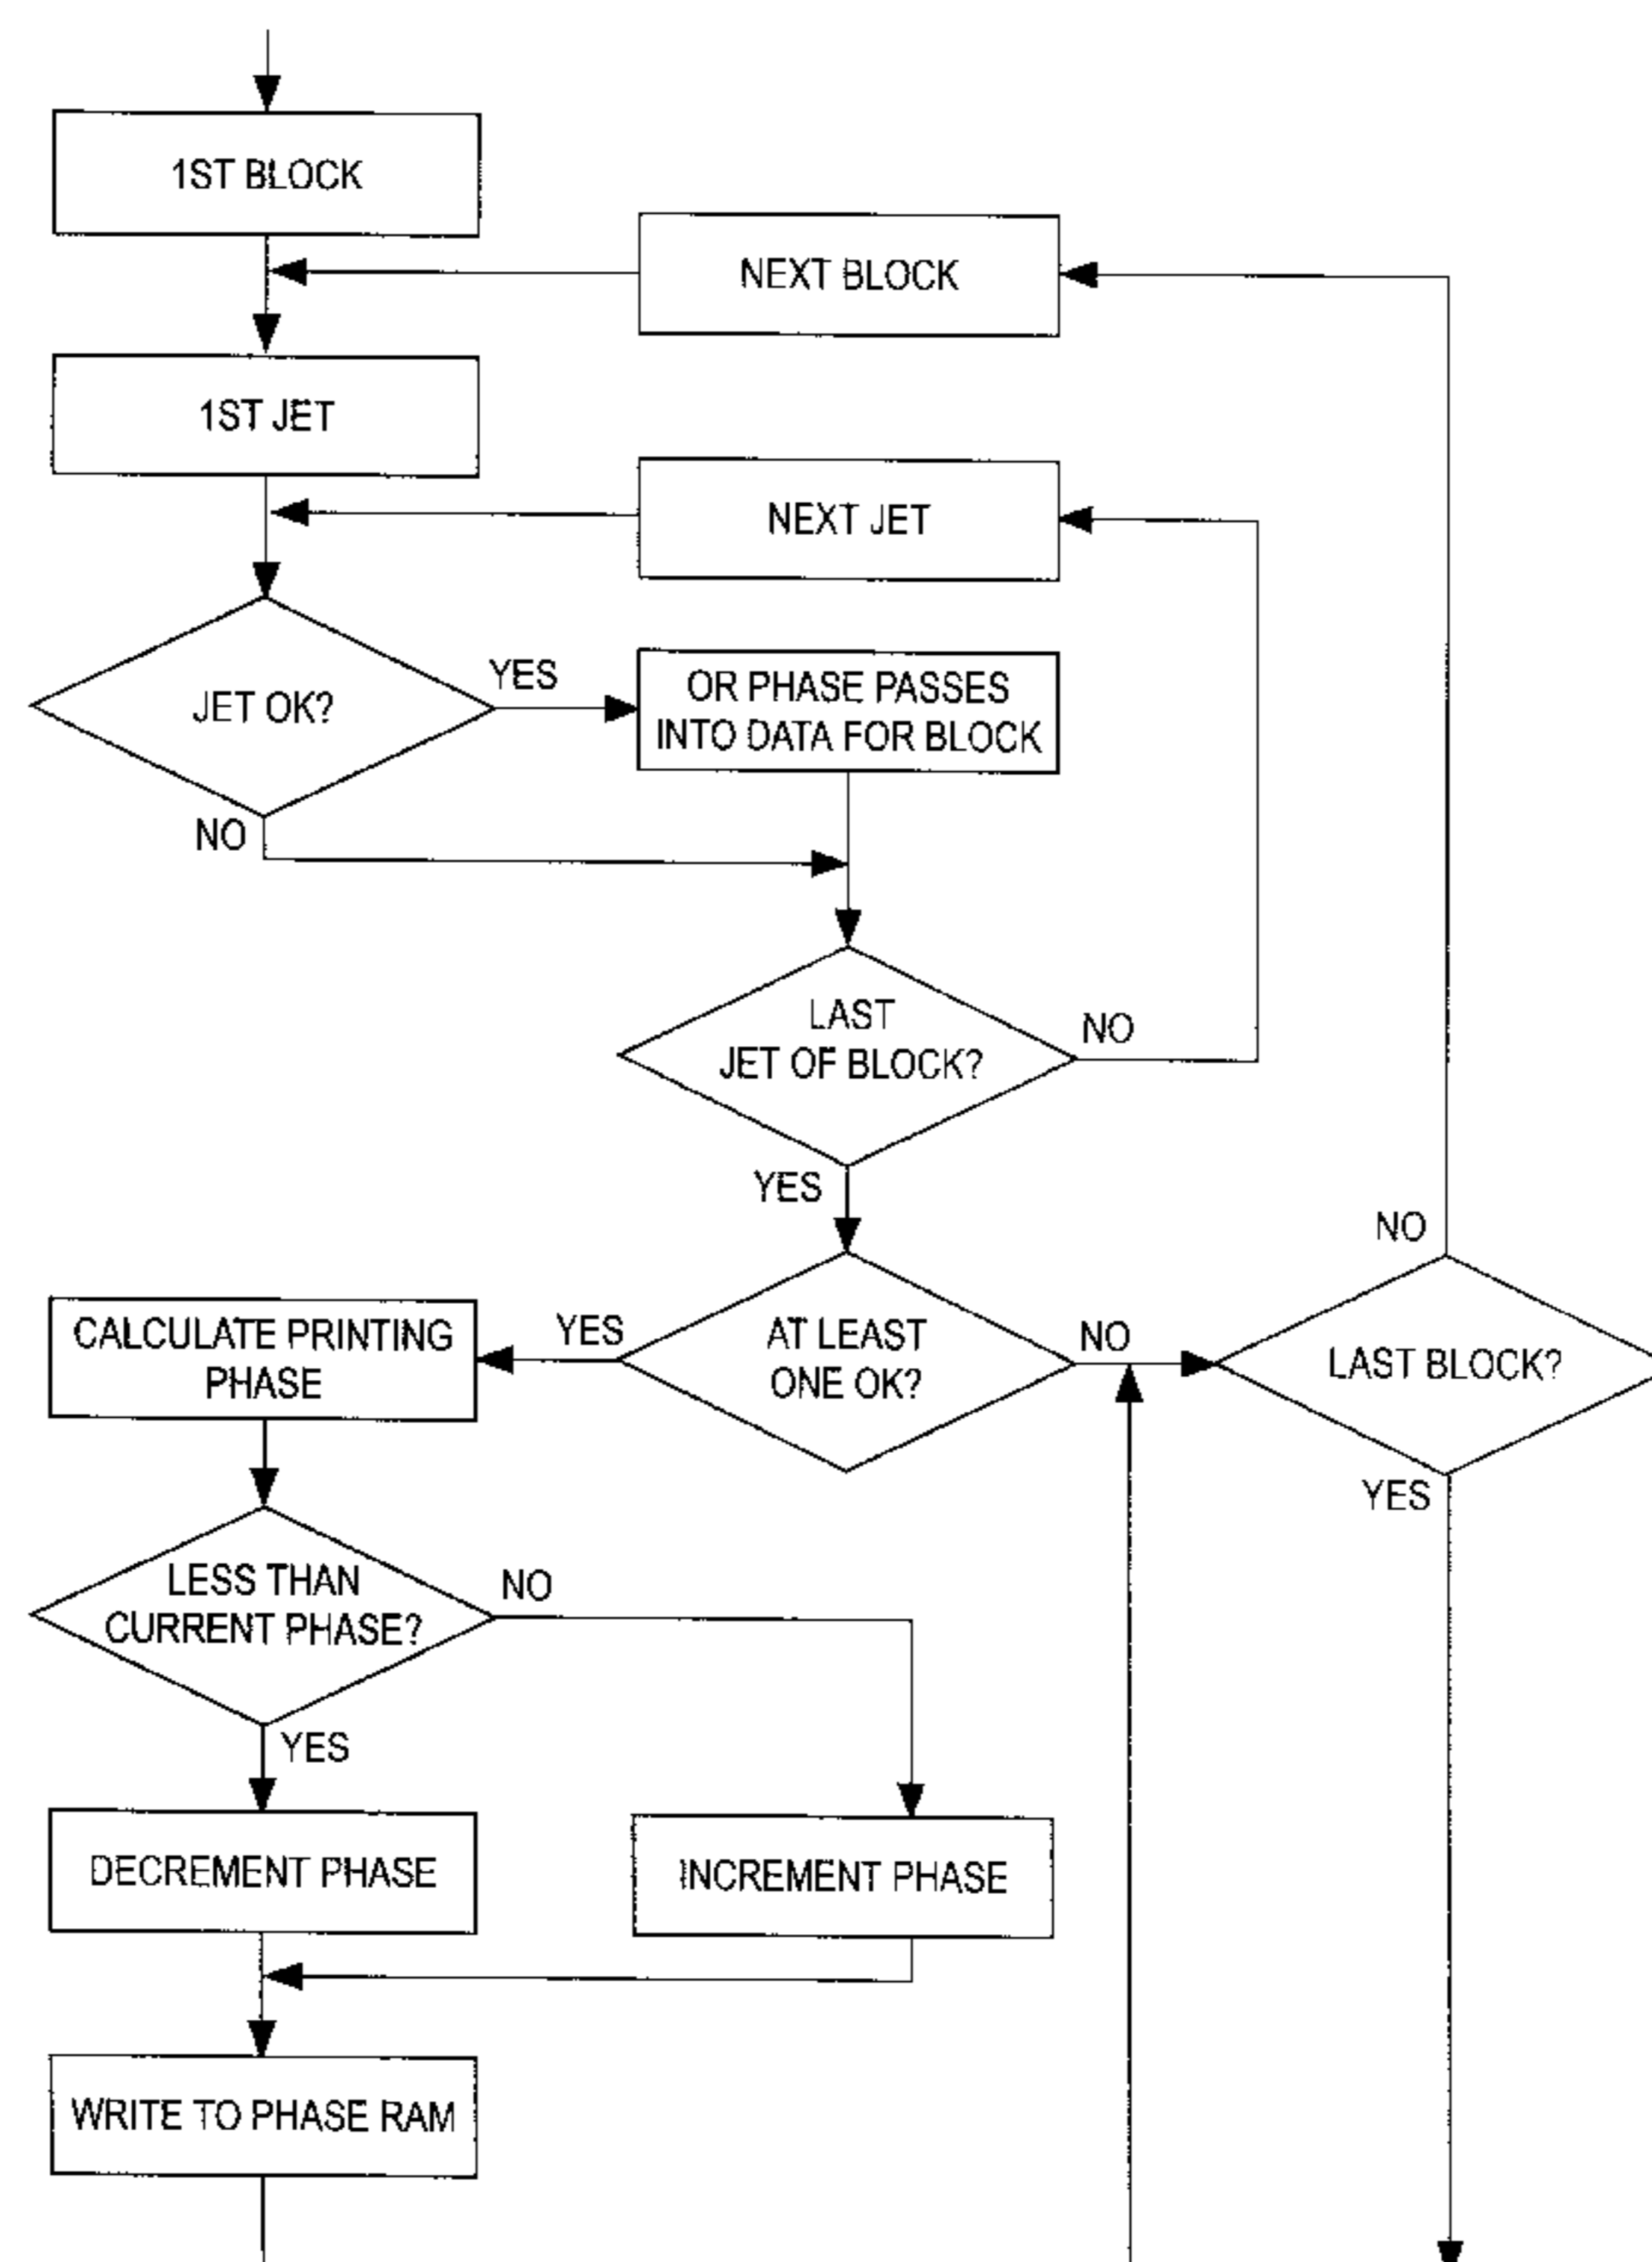 1ST BLOCK
NEXT BLOCK
1ST JET
NEXT JET
JET OK?
YES
OR PHASE PASSES
INTO DATA FOR BLOCK
NO
LAST
JET OF BLOCK?
NO
YES
AT LEAST
ONE OK?
YES
NO
CALCULATE PRINTING
PHASE
LAST BLOCK?
NO
YES
LESS THAN
CURRENT PHASE?
NO
YES
DECREMENT PHASE
INCREMENT PHASE
WRITE TO PHASE RAM